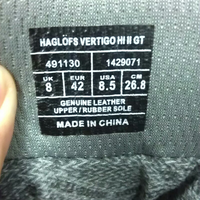 HAGLÖFS VERTIGO HI II GT
491130 1429071
UK EUR USA CM
8 42 8.5 26.8
GENUINE LEATHER
UPPER/RUBBER SOLE
MADE IN CHINA